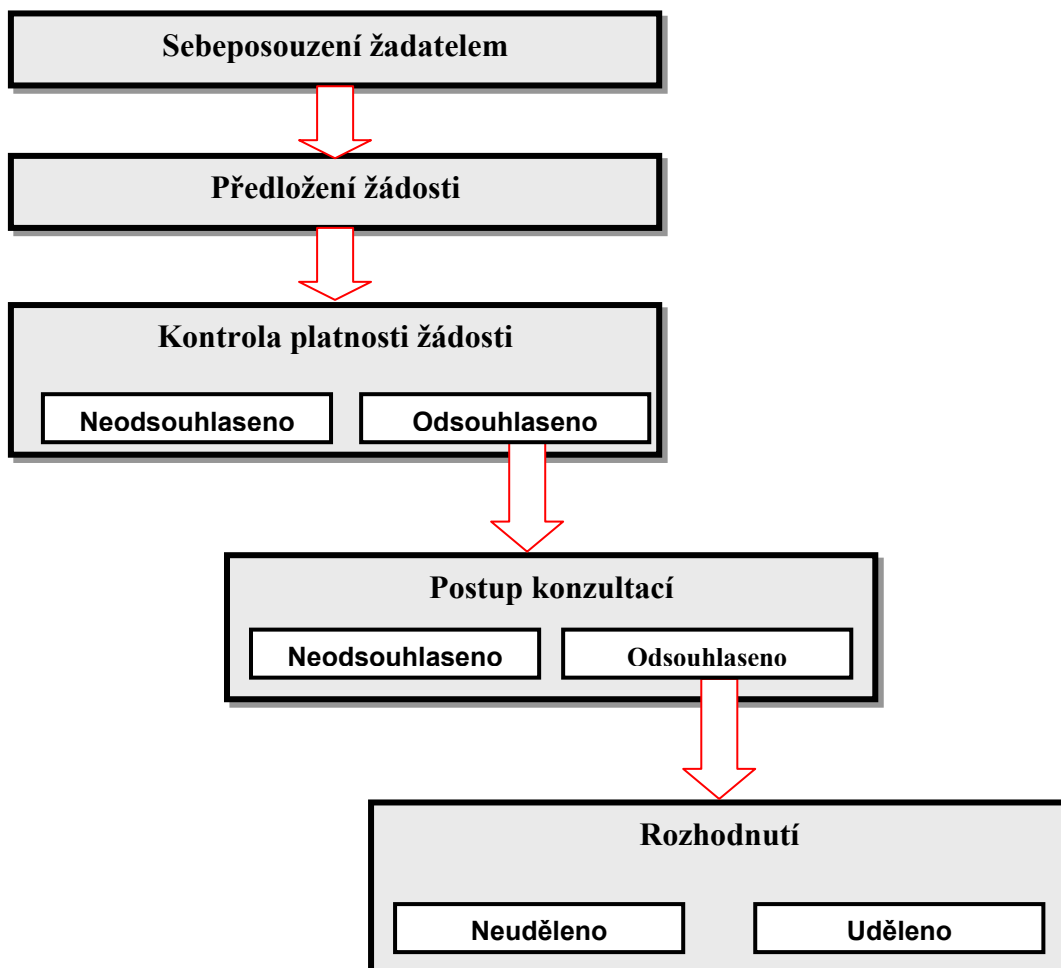 Sebeposouzení žadatelem
Předložení žádosti
Kontrola platnosti žádosti
Neodsouhlaseno
Odsouhlaseno
Postup konzultací
Neodsouhlaseno
Odsouhlaseno
Rozhodnutí
Neuděleno
Uděleno